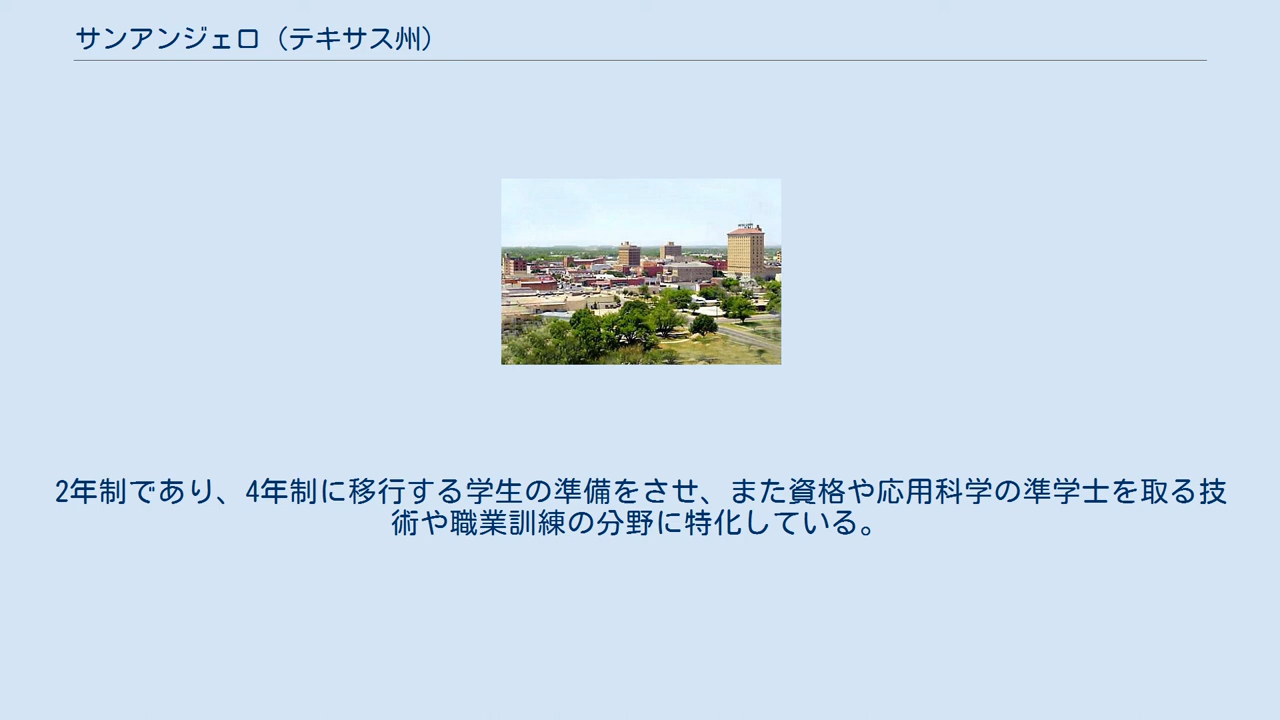 サンアンジェロ（テキサス州）
2年制であり、4年制に移行する学生の準備をさせ、また資格や応用科学の準学士を取る技
術や職業訓練の分野に特化している。